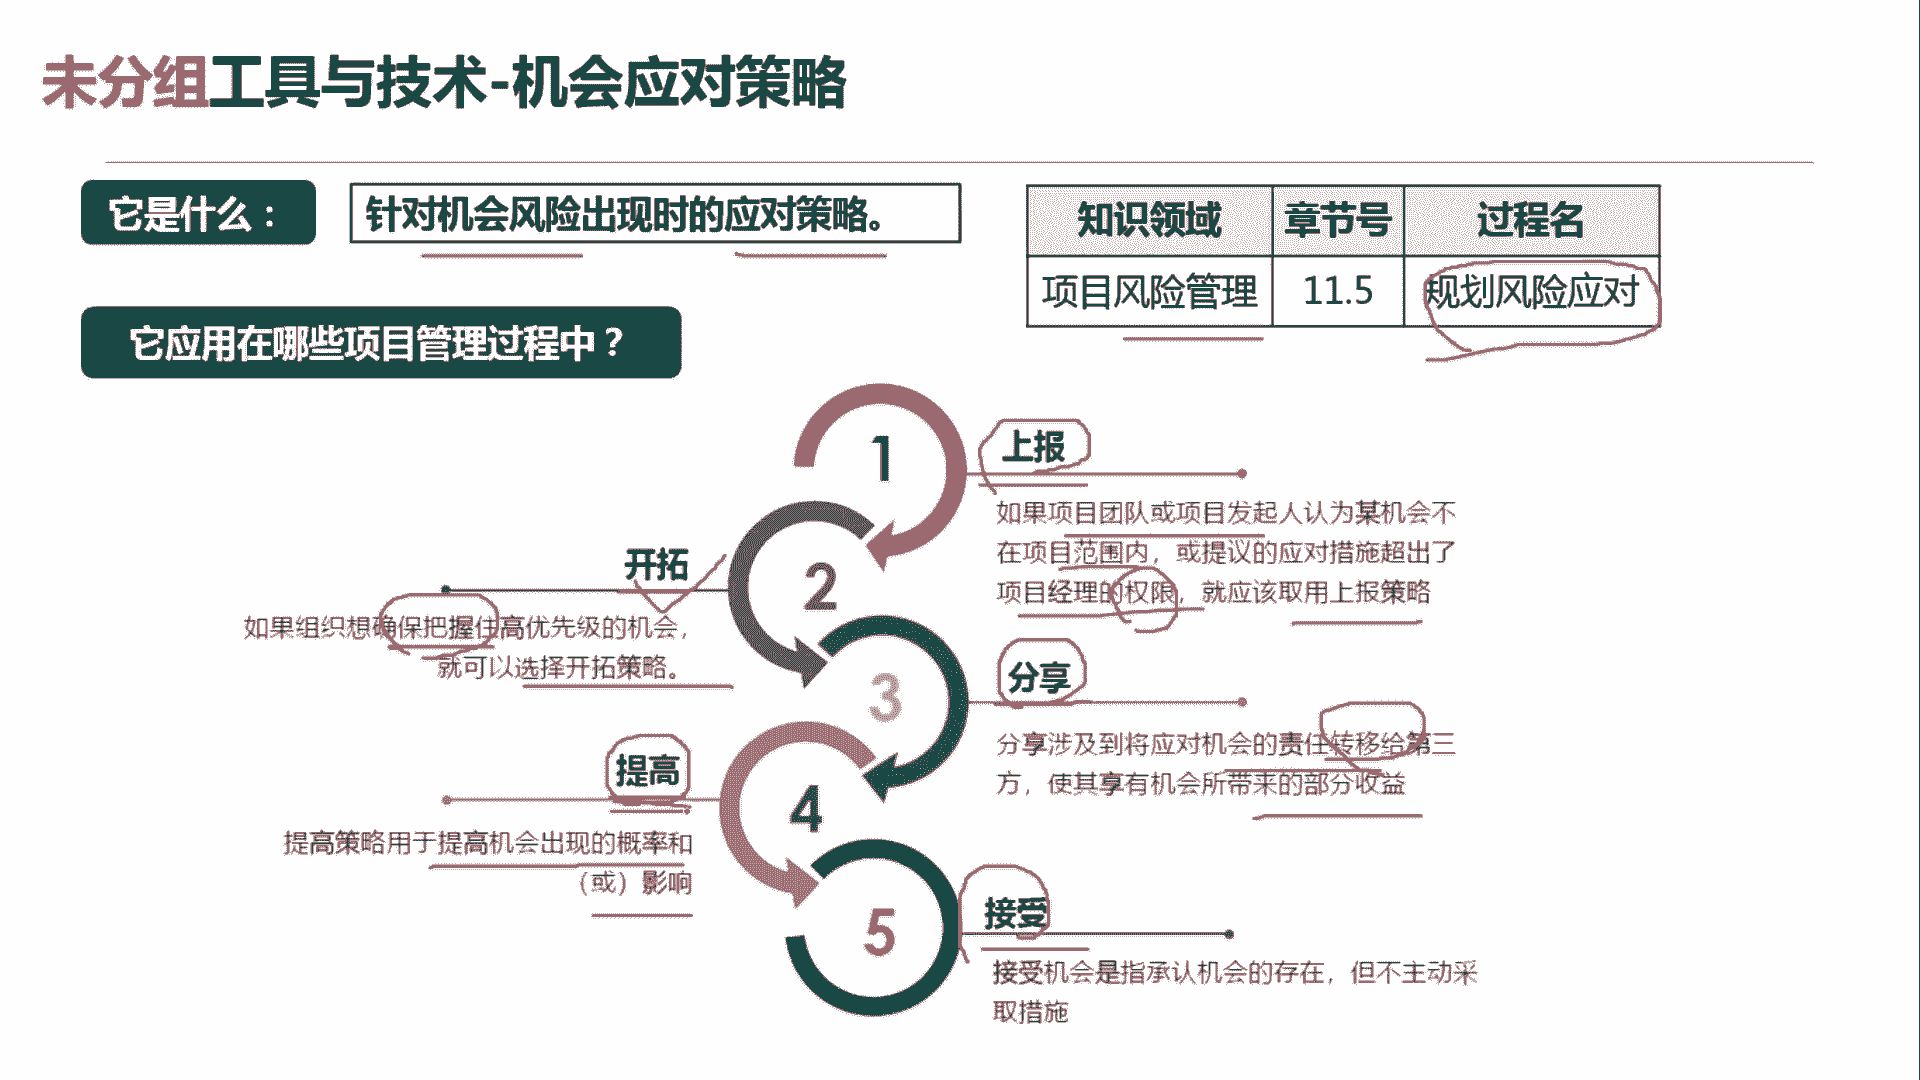 未分组工具与技术-机会应对策略
它是什么：
针对机会风险出现时的应对策略。
知识领域 章节号 过程名
项目风险管理 11.5 规划风险应对
它应用在哪些项目管理过程中？
1
上报
如果项目团队或项目发起人认为某机会不
在项目范围内，或提议的应对措施超出了
项目经理的权限，就应该取用上报策略
2
开拓
如果组织想确保把握住高优先级的机会，
就可以选择开拓策略。
3
分享
分享涉及到将应对机会的责任转移给第三
方，使其享有机会所带来的部分收益
4
提高
提高策略用于提高机会出现的概率和
（或）影响
5
接受
接受机会是指承认机会的存在，但不主动采
取措施